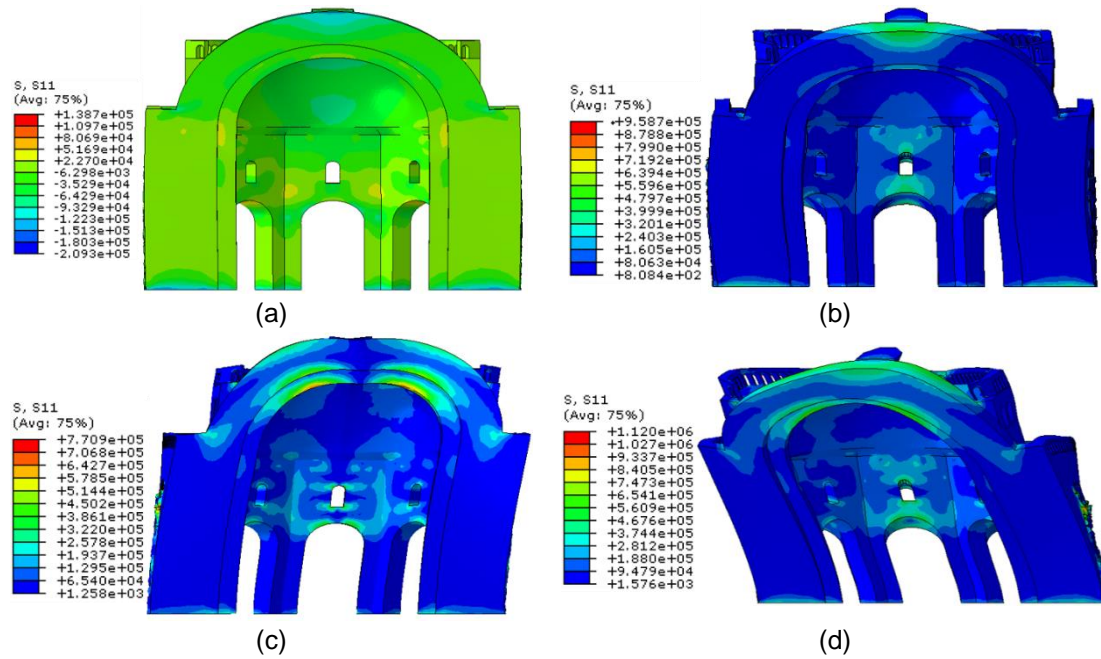 S, S11
(Avg: 75%)
+1.387e+05
+1.097e+05
+8.069e+04
+5.169e+04
+2.270e+04
-6.298e+03
-3.529e+04
-6.429e+04
-9.329e+04
-1.223e+05
-1.513e+05
-1.803e+05
-2.093e+05
(a)
S, S11
(Avg: 75%)
+9.587e+05
+8.788e+05
+7.990e+05
+7.192e+05
+6.394e+05
+5.596e+05
+4.797e+05
+3.999e+05
+3.201e+05
+2.403e+05
+1.605e+05
+8.063e+04
+8.084e+02
(b)
S, S11
(Avg: 75%)
+7.709e+05
+7.068e+05
+6.427e+05
+5.785e+05
+5.144e+05
+4.502e+05
+3.861e+05
+3.220e+05
+2.578e+05
+1.937e+05
+1.295e+05
+6.540e+04
+1.258e+03
(c)
S, S11
(Avg: 75%)
+1.120e+06
+1.027e+06
+9.337e+05
+8.405e+05
+7.473e+05
+6.541e+05
+5.609e+05
+4.676e+05
+3.744e+05
+2.812e+05
+1.880e+05
+9.479e+04
+1.576e+03
(d)